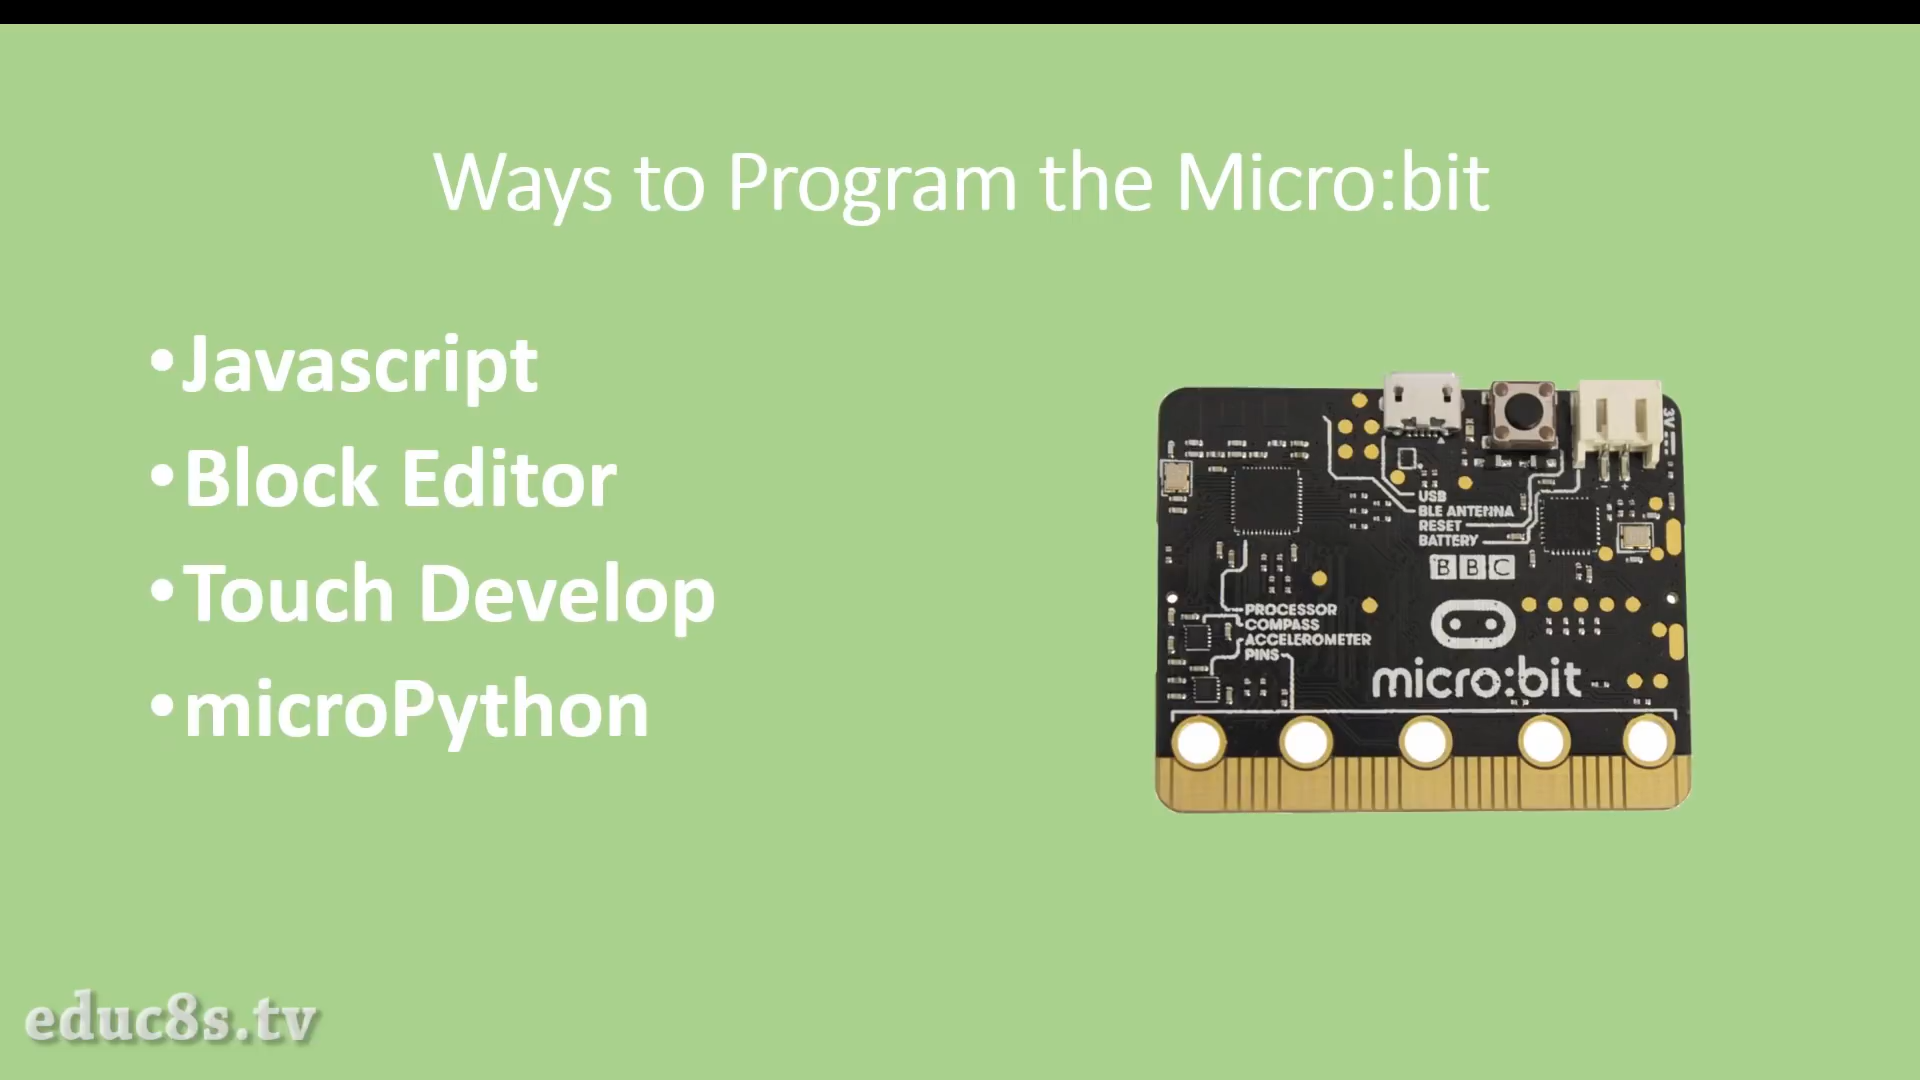 Ways to Program the Micro:bit
•Javascript
•Block Editor
•Touch Develop
•microPython
3V
USB
BLE ANTENNA
RESET
BATTERY
BBC
PROCESSOR
COMPASS
ACCELEROMETER
PINS
micro:bit
educ8s.tv